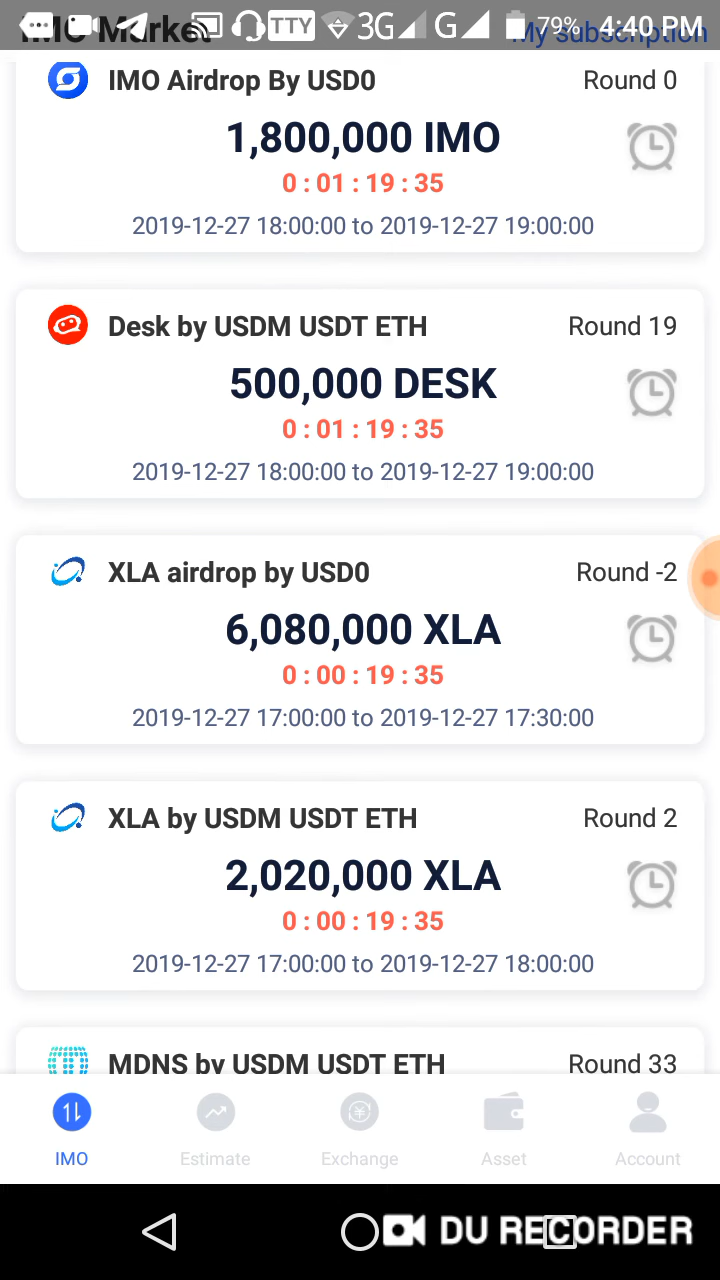 TTY 3G G 79% 4:40 PM
IMO Market My subscription
IMO Airdrop By USD0 Round 0
1,800,000 IMO
0 : 01 : 19 : 35
2019-12-27 18:00:00 to 2019-12-27 19:00:00
Desk by USDM USDT ETH Round 19
500,000 DESK
0 : 01 : 19 : 35
2019-12-27 18:00:00 to 2019-12-27 19:00:00
XLA airdrop by USD0 Round -2
6,080,000 XLA
0 : 00 : 19 : 35
2019-12-27 17:00:00 to 2019-12-27 17:30:00
XLA by USDM USDT ETH Round 2
2,020,000 XLA
0 : 00 : 19 : 35
2019-12-27 17:00:00 to 2019-12-27 18:00:00
MDNS by USDM USDT ETH Round 33
IMO Estimate Exchange Asset Account
DU RECORDER